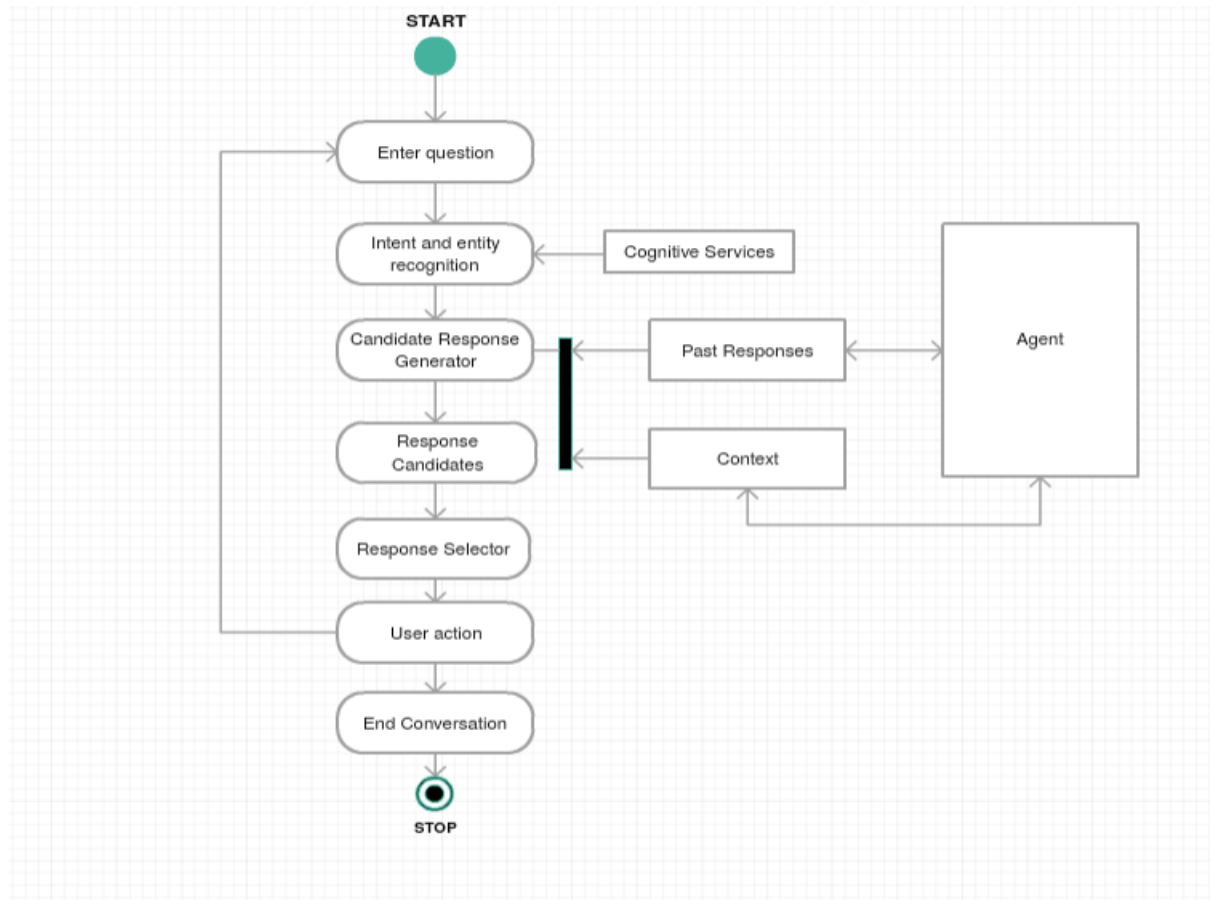 START
Enter question
Intent and entity
recognition
Cognitive Services
Candidate Response
Generator
Past Responses
Agent
Response
Candidates
Context
Response Selector
User action
End Conversation
STOP